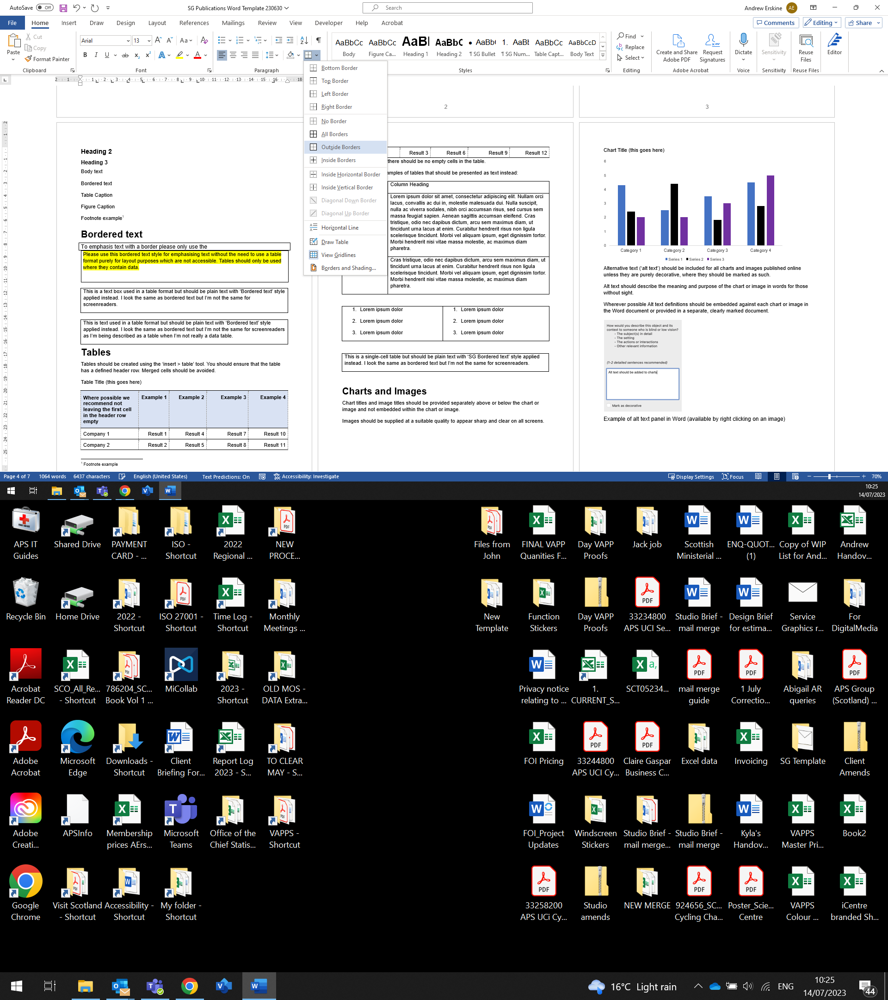 AutoSave Off
SG Publications Word Template 230630
Search
Andrew Erskine AE
File Home Insert Draw Design Layout References Mailings Review View Developer Help Acrobat
Comments Editing Share
Paste
Cut
Copy
Format Painter
Clipboard
Arial 13
Font
Paragraph
AaBbCc AaBbCc AaBl AaBbC AaBb( 1. AaBb AaBbCc AaBbCcD
Body Figure Ca... Heading 1 Heading 2 ¶ SG Bullet ¶ SG Num... Table Capt... Body Text
Styles
Find
Replace
Select
Editing
Create and Share
Adobe PDF
Request
Signatures
Adobe Acrobat
Dictate
Voice
Sensitivity
Sensitivity
Reuse
Files
Reuse Files
Editor
Bottom Border
Top Border
Left Border
Right Border
No Border
All Borders
Outside Borders
Inside Borders
Inside Horizontal Border
Inside Vertical Border
Diagonal Down Border
Diagonal Up Border
Horizontal Line
Draw Table
View Gridlines
Borders and Shading...
2
3
Heading 2
Heading 3
Body text
Bordered text
Table Caption
Figure Caption
Footnote example1
Bordered text
To emphasis text with a border please only use the
Please use this bordered text style for emphasising text without the need to use a table
format purely for layout purposes which are not accessible. Tables should only be used
where they contain data.
This is a text box used in a table format but should be plain text with ‘Bordered text’ style
applied instead. I look the same as bordered text but I’m not the same for
screenreaders.
This is text used in a table format but should be plain text with ‘Bordered text’ style
applied instead. I look the same as bordered text but I’m not the same for screenreaders
as I’m being described as a table when I’m not really a data table.
Tables
Tables should be created using the ‘insert > table’ tool. You should ensure that the table
has a defined header row. Merged cells should be avoided.
Table Title (this goes here)
Where possible we
recommend not
leaving the first cell
in the header row
empty
Example 1 Example 2 Example 3 Example 4
Company 1 Result 1 Result 4 Result 7 Result 10
Company 2 Result 2 Result 5 Result 8 Result 11
1 Footnote example
Result 3 Result 6 Result 9 Result 12
there should be no empty cells in the table.
amples of tables that should be presented as text instead:
Column Heading
Lorem ipsum dolor sit amet, consectetur adipiscing elit. Nullam orci
lacus, convallis ac dui in, molestie malesuada dui. Nulla suscipit,
nulla ac viverra sodales, nibh orci accumsan risus, sed cursus sem
massa feugiat sapien. Aenean sagittis accumsan eleifend. Cras
tristique, odio nec dapibus dictum, arcu sem maximus diam, ut
tincidunt urna lacus at enim. Curabitur hendrerit risus non ligula
scelerisque tincidunt. Morbi vel aliquam ipsum, eget dignissim tortor.
Morbi hendrerit nisi vitae massa molestie, ac maximus diam
pharetra.
Cras tristique, odio nec dapibus dictum, arcu sem maximus diam, ut
tincidunt urna lacus at enim. Curabitur hendrerit risus non ligula
scelerisque tincidunt. Morbi vel aliquam ipsum, eget dignissim tortor.
Morbi hendrerit nisi vitae massa molestie, ac maximus diam
pharetra.
1. Lorem ipsum dolor 1. Lorem ipsum dolor
2. Lorem ipsum dolor 2. Lorem ipsum dolor
3. Lorem ipsum dolor 3. Lorem ipsum dolor
This is a single-cell table but should be plain text with ‘SG Bordered text’ style applied
instead. I look the same as bordered text but I’m not the same for screenreaders.
Charts and Images
Chart titles and image titles should be provided separately above or below the chart or
image and not embedded within the chart or image.
Images should be supplied at a suitable quality to appear sharp and clear on all screens.
Chart Title (this goes here)
6
5
4
3
2
1
0
Category 1 Category 2 Category 3 Category 4
Series 1 Series 2 Series 3
Alternative text (‘alt text’) should be included for all charts and images published online
unless they are purely decorative, where they should be marked as such.
Alt text should describe the meaning and purpose of the chart or image in words for those
without sight.
Wherever possible Alt text definitions should be embedded against each chart or image in
the Word document or provided in a separate, clearly marked document.
How would you describe this object and its
context to someone who is blind or low vision?
- The subject(s) in detail
- The setting
- The actions or interactions
- Other relevant information
(1-2 detailed sentences recommended)
Alt text should be added to charts
Mark as decorative
Example of alt text panel in Word (available by right clicking on an image)
Page 4 of 7 1064 words 6437 characters English (United States) Text Predictions: On Accessibility: Investigate
Display Settings Focus 70%
10:25
14/07/2023
APS IT
Guides
Shared Drive
PAYMENT
CARD - ...
ISO -
Shortcut
2022
Regional ...
NEW
PROCE...
Files from
John
FINAL VAPP
Quanities F...
Day VAPP
Proofs
Jack job
Scottish
Ministerial ...
ENQ-QUOT...
(1)
Copy of WIP
List for And...
Andrew
Handov...
Recycle Bin
Home Drive
2022 -
Shortcut
ISO 27001 -
Shortcut
Time Log -
Shortcut
Monthly
Meetings ...
New
Template
Function
Stickers
Day VAPP
Proofs
33234800
APS UCI Se...
Studio Brief -
mail merge
Design Brief
for estima...
Service
Graphics r...
For
DigitalMedia
Acrobat
Reader DC
SCO_All_Re...
- Shortcut
786204_SC...
Book Vol 1 ...
MiCollab
2023 -
Shortcut
OLD MOS -
DATA Extra...
Privacy notice
relating to ...
1.
CURRENT_S...
SCT05234...
mail merge
guide
1 July
Correctio...
Abigail AR
queries
APS Group
(Scotland) ...
Adobe
Acrobat
Microsoft
Edge
Downloads -
Shortcut
Client
Briefing For...
Report Log
2023 - S...
TO CLEAR
MAY - S...
FOI Pricing
33244800
APS UCI Cy...
Claire Gaspar
Business C...
Excel data
Invoicing
SG Template
Client
Amends
Adobe
Creati...
APSInfo
Membership
prices AErs...
Microsoft
Teams
Office of the
Chief Statis...
VAPPS -
Shortcut
FOI_Project
Updates
Windscreen
Stickers
Studio Brief -
mail merge...
Studio Brief -
mail merge
Kyla's
Handov...
VAPPS
Master Pri...
Book2
Google
Chrome
Visit Scotland
- Shortcut
Accessibility -
Shortcut
My folder -
Shortcut
33258200
APS UCi Cy...
Studio
amends
NEW MERGE
924656_SC...
Cycling Cha...
Poster_Scie...
Centre
VAPPS
Colour ...
iCentre
branded Sh...
16°C Light rain
ENG
10:25
14/07/2023
44